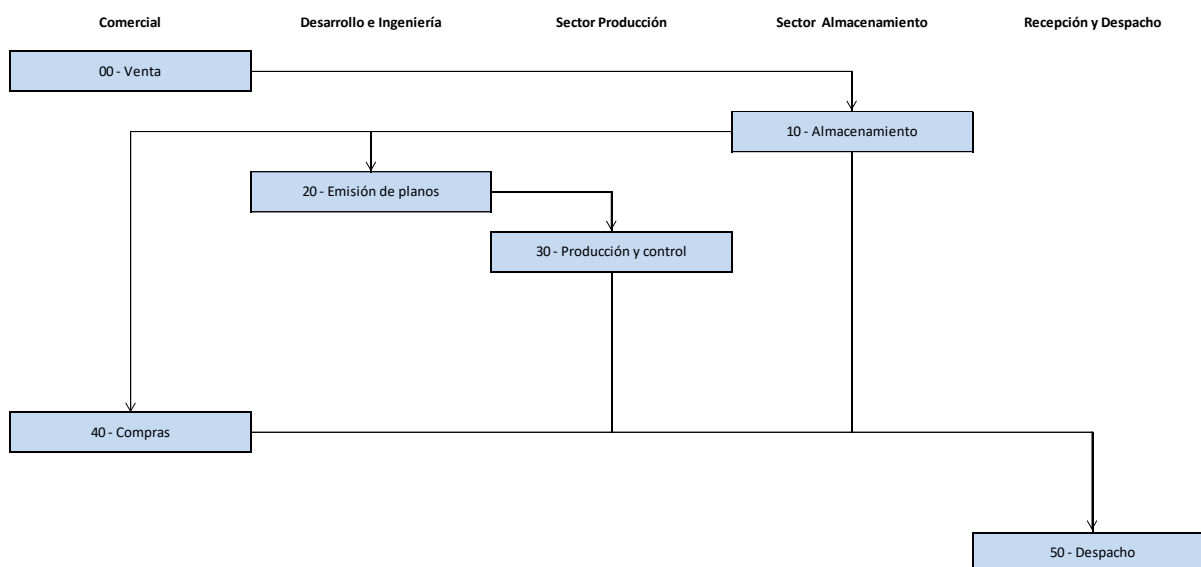 Comercial
Desarrollo e Ingeniería
Sector Producción
Sector Almacenamiento
Recepción y Despacho
00 - Venta
10 - Almacenamiento
20 - Emisión de planos
30 - Producción y control
40 - Compras
50 - Despacho